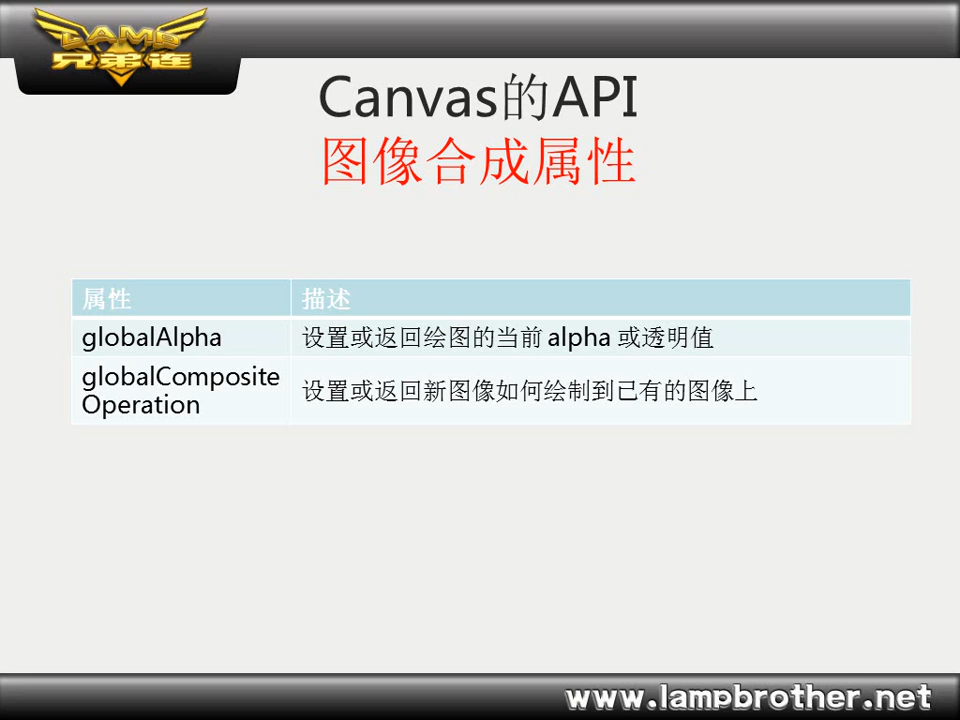 LAMP
兄弟连
Canvas的API
图像合成属性
属性 描述
globalAlpha 设置或返回绘图的当前 alpha 或透明值
globalComposite
Operation 设置或返回新图像如何绘制到已有的图像上
www.lampbrother.net